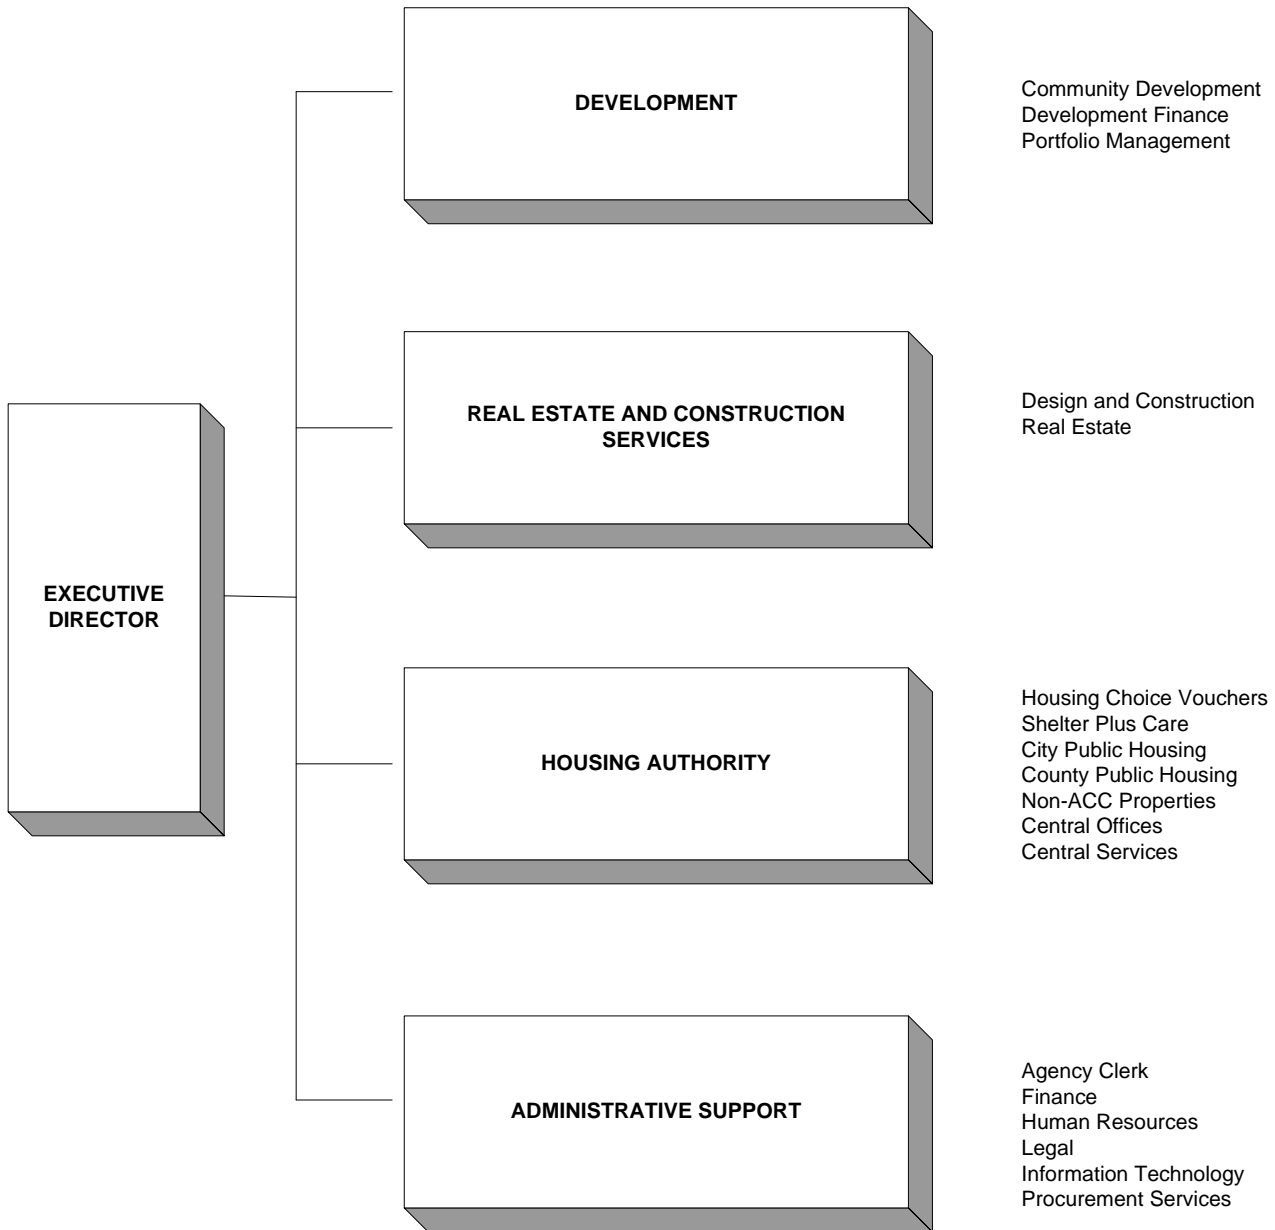 DEVELOPMENT
Community Development
Development Finance
Portfolio Management
REAL ESTATE AND CONSTRUCTION
SERVICES
Design and Construction
Real Estate
EXECUTIVE
DIRECTOR
HOUSING AUTHORITY
Housing Choice Vouchers
Shelter Plus Care
City Public Housing
County Public Housing
Non-ACC Properties
Central Offices
Central Services
ADMINISTRATIVE SUPPORT
Agency Clerk
Finance
Human Resources
Legal
Information Technology
Procurement Services